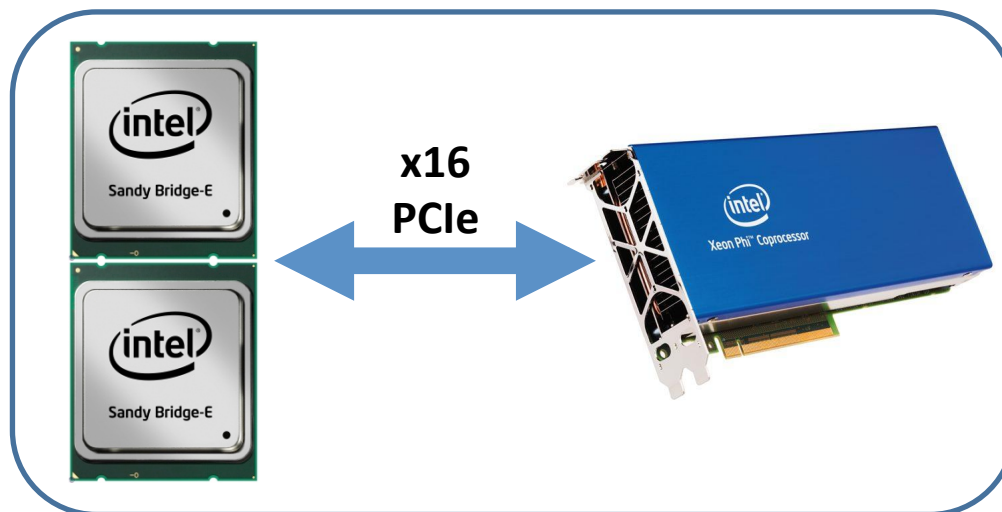 intel®
Sandy Bridge-E
intel®
Sandy Bridge-E
x16
PCIe
intel
Xeon Phi™ Coprocessor